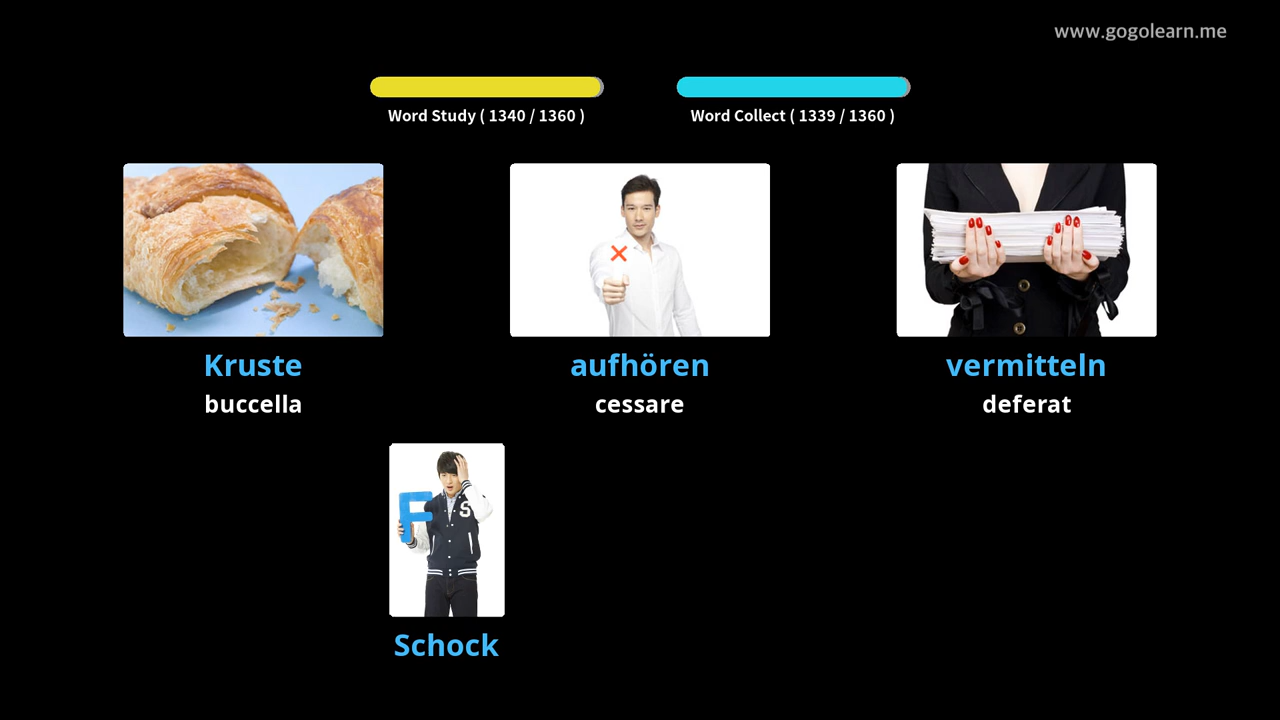 www.gogolearn.me
Word Study ( 1340 / 1360 )
Word Collect ( 1339 / 1360 )
Kruste
aufhören
vermitteln
buccella
cessare
deferat
F
S
Schock